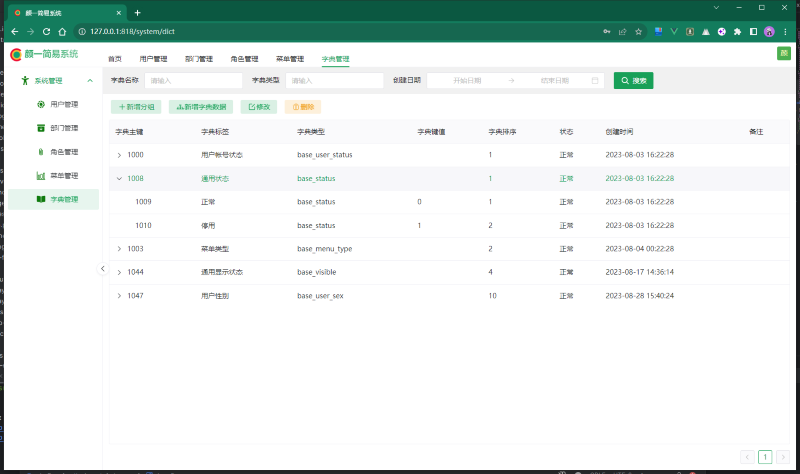 颜一简易系统
127.0.0.1:818/system/dict
颜一简易系统
首页 用户管理 部门管理 角色管理 菜单管理 字典管理
颜
系统管理
用户管理
部门管理
角色管理
菜单管理
字典管理
字典名称 请输入 字典类型 请输入 创建日期 开始日期 结束日期 搜索
新增分组 新增字典数据 修改 删除
字典主键 字典标签 字典类型 字典键值 字典排序 状态 创建时间 备注
1000 用户帐号状态 base_user_status 1 正常 2023-08-03 16:22:28
1008 通用状态 base_status 1 正常 2023-08-03 16:22:28
1009 正常 base_status 0 1 正常 2023-08-03 16:22:28
1010 停用 base_status 1 2 正常 2023-08-03 16:22:28
1003 菜单类型 base_menu_type 2 正常 2023-08-04 00:22:28
1044 通用显示状态 base_visible 4 正常 2023-08-17 14:36:14
1047 用户性别 base_user_sex 10 正常 2023-08-28 15:40:24
1